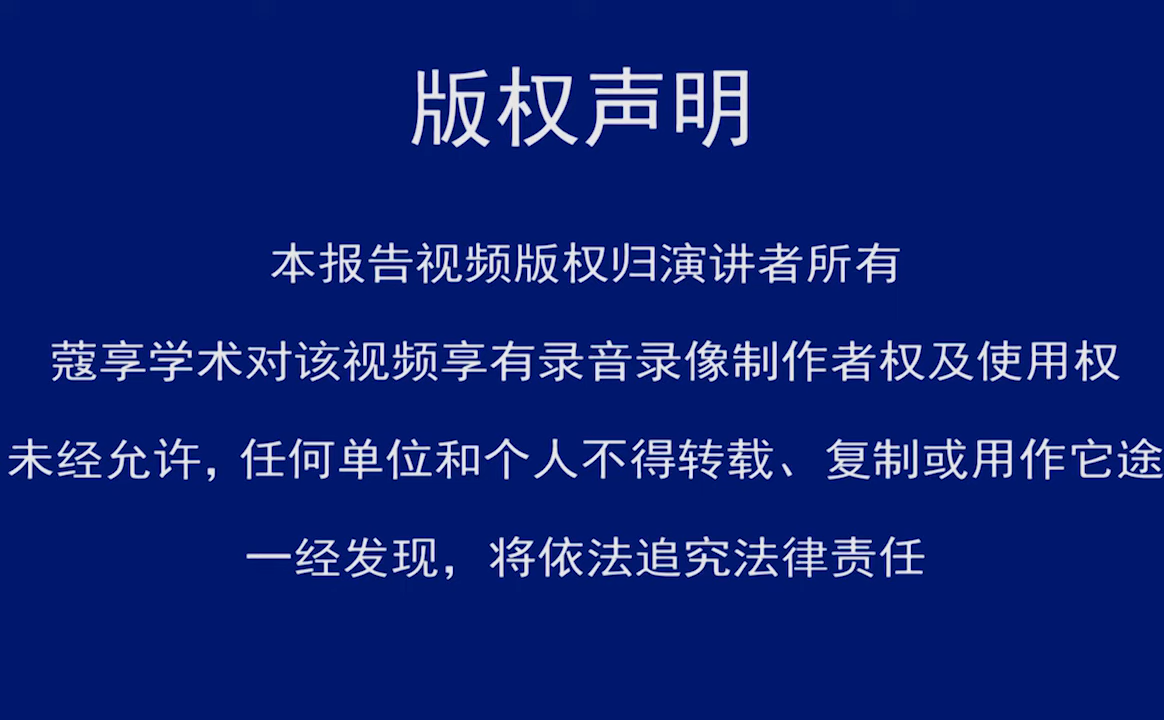 版权声明
本报告视频版权归演讲者所有
蔻享学术对该视频享有录音录像制作者权及使用权
未经允许,任何单位和个人不得转载、复制或用作它途
一经发现，将依法追究法律责任